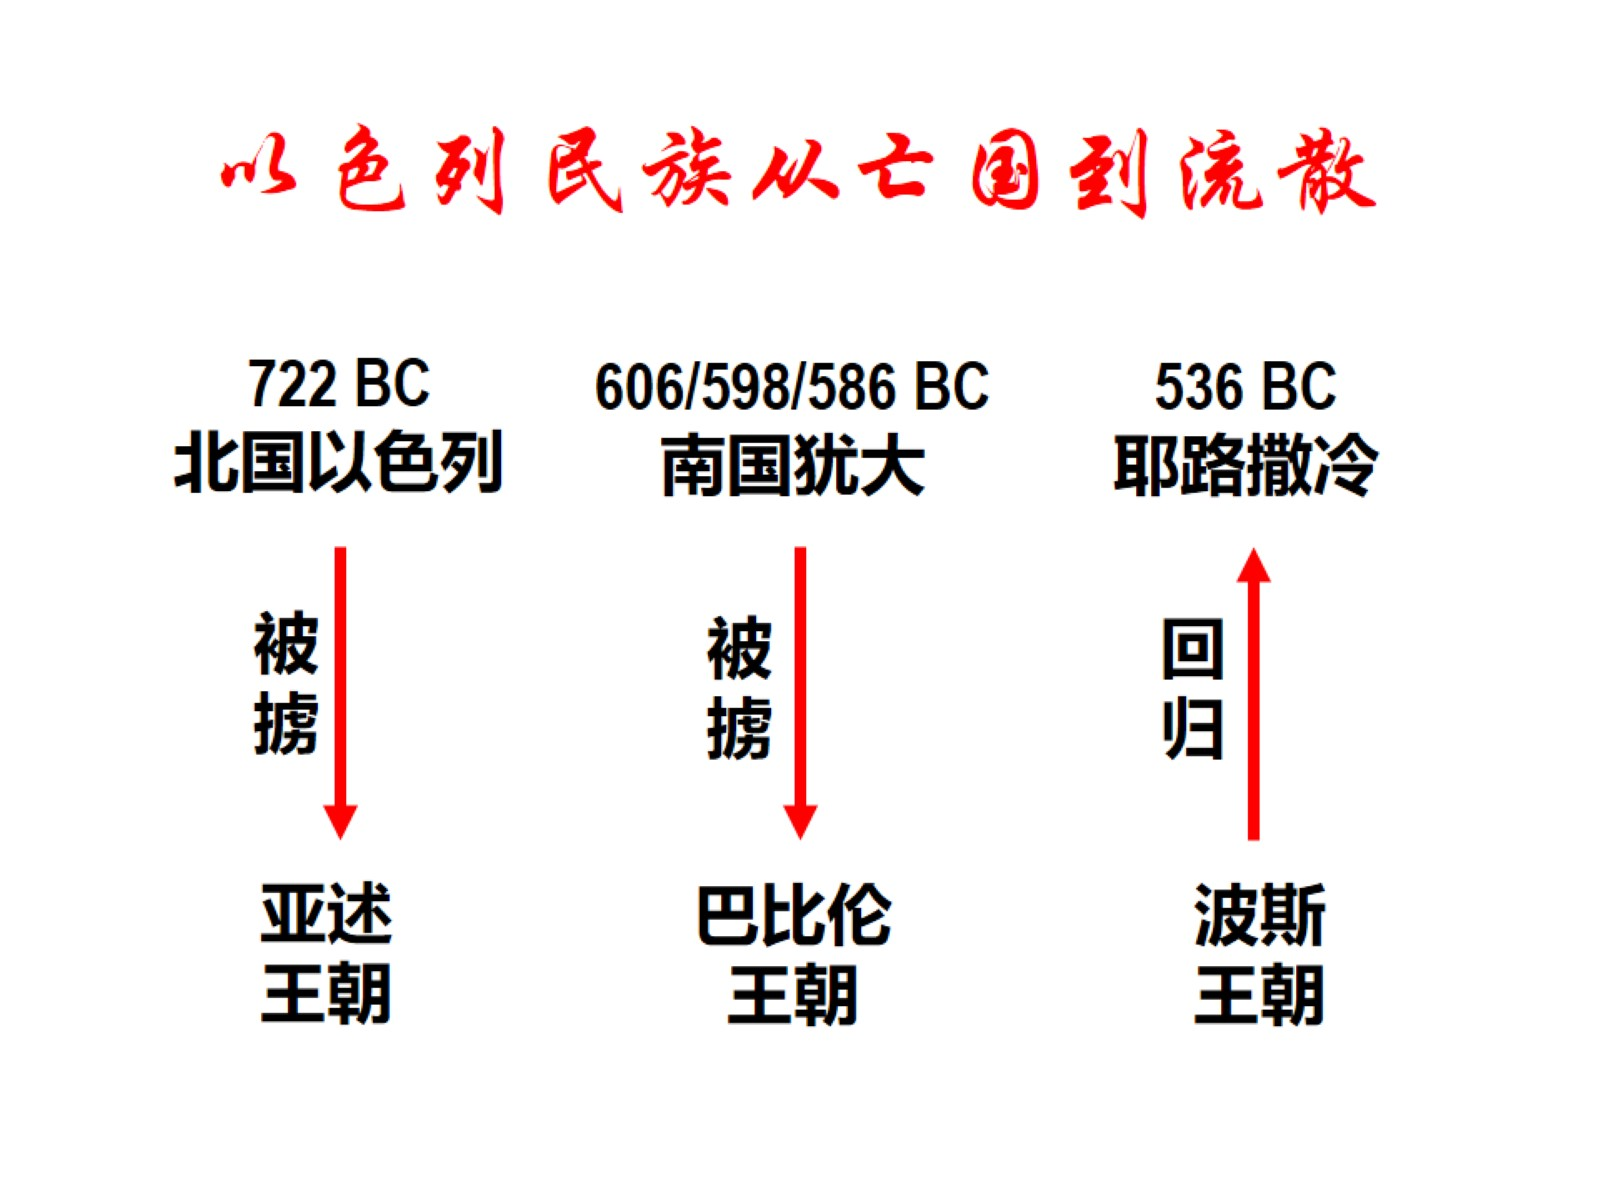 以色列民族从亡国到流散
722 BC
北国以色列
606/598/586 BC
南国犹大
536 BC
耶路撒冷
被
掳
被
掳
回
归
亚述
王朝
巴比伦
王朝
波斯
王朝